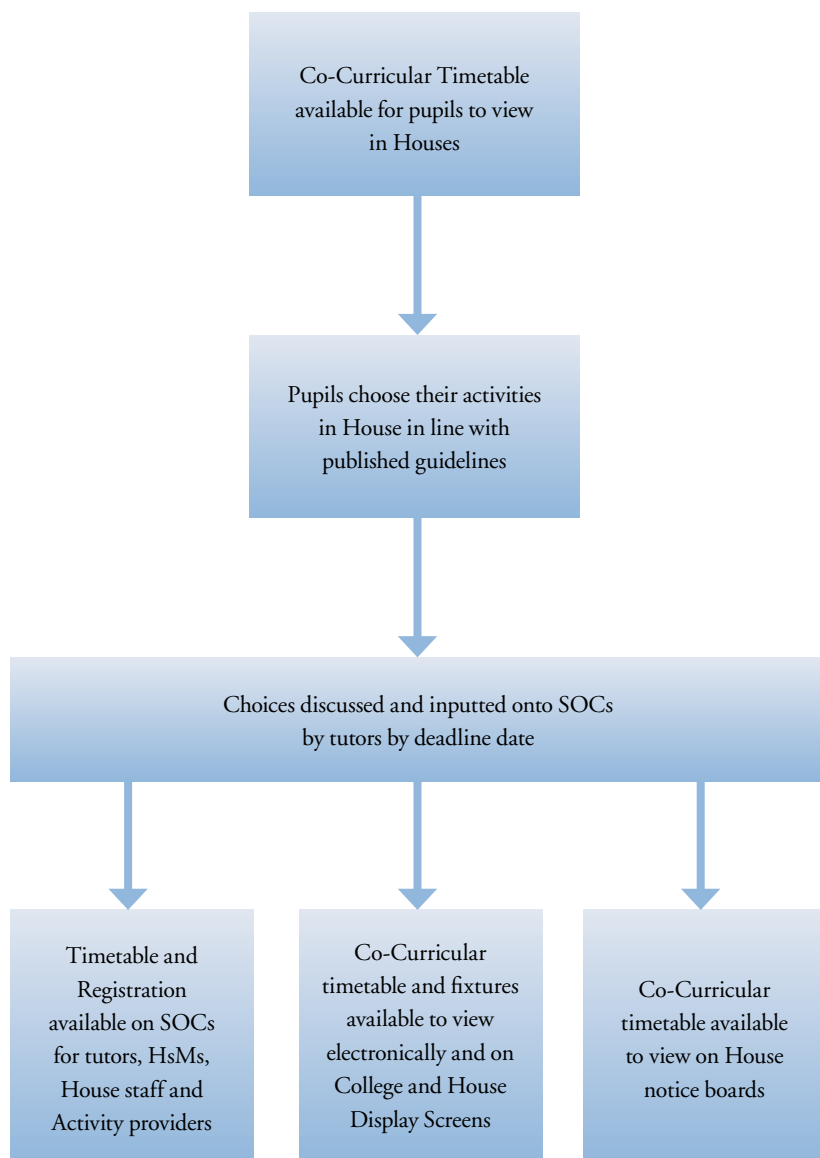 Co-Curricular Timetable
available for pupils to view
in Houses
Pupils choose their activities
in House in line with
published guidelines
Choices discussed and inputted onto SOCs
by tutors by deadline date
Timetable and
Registration
available on SOCs
for tutors, HsMs,
House staff and
Activity providers
Co-Curricular
timetable and fixtures
available to view
electronically and on
College and House
Display Screens
Co-Curricular
timetable available
to view on House
notice boards